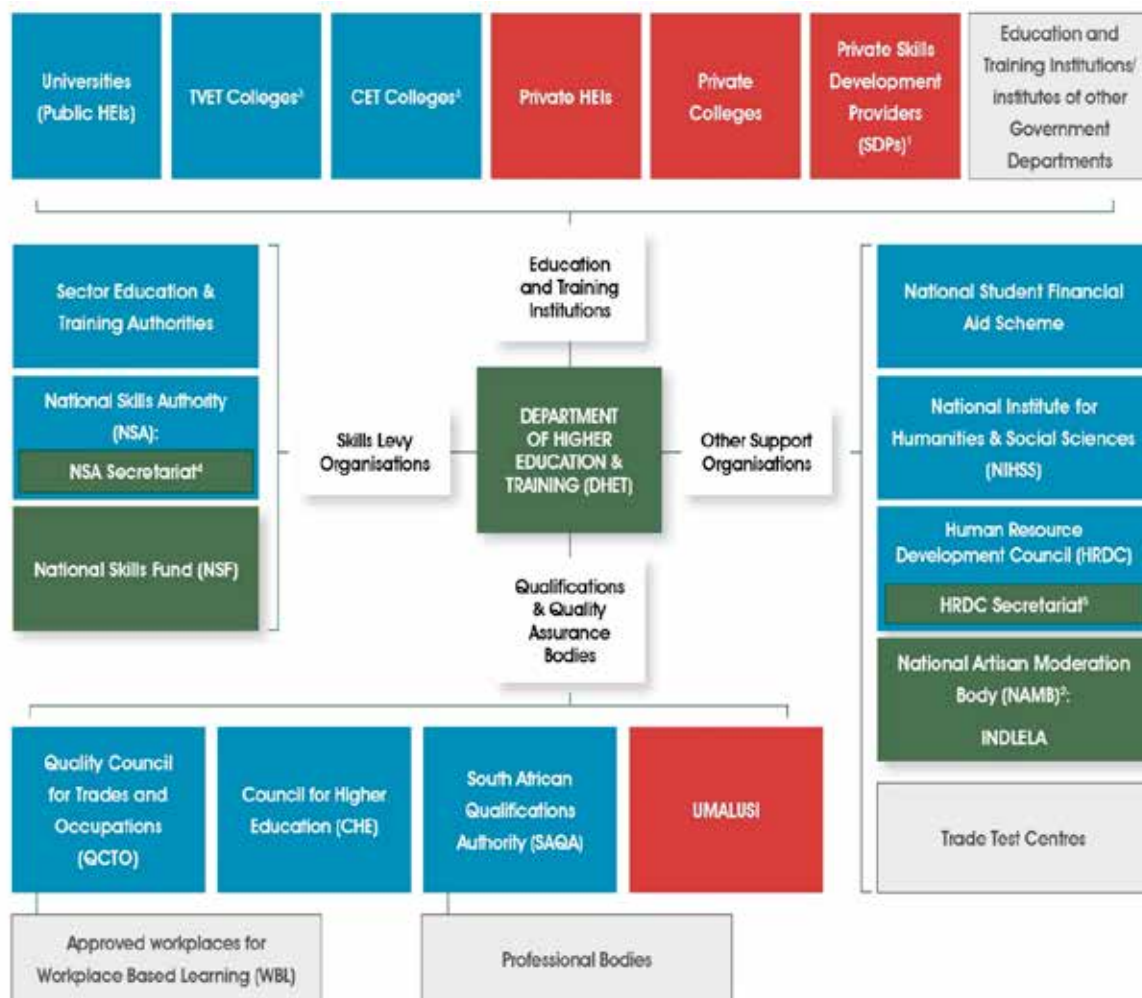 Universities
(Public HEIs)
TVET Colleges³
CET Colleges³
Private HEIs
Private
Colleges
Private Skills
Development
Providers
(SDPs)¹
Education and
Training Institutions/
institutes of other
Government
Departments
Education
and Training
Institutions
Sector Education &
Training Authorities
National Skills Authority
(NSA):
NSA Secretariat⁴
National Skills Fund (NSF)
Skills Levy
Organisations
DEPARTMENT
OF HIGHER
EDUCATION &
TRAINING (DHET)
Other Support
Organisations
National Student Financial
Aid Scheme
National Institute for
Humanities & Social Sciences
(NIHSS)
Human Resource
Development Council (HRDC)
HRDC Secretariat⁵
National Artisan Moderation
Body (NAMB)²:
INDLELA
Trade Test Centres
Qualifications
& Quality
Assurance
Bodies
Quality Council
for Trades and
Occupations
(QCTO)
Council for Higher
Education (CHE)
South African
Qualifications
Authority (SAQA)
UMALUSI
Approved workplaces for
Workplace Based Learning (WBL)
Professional Bodies